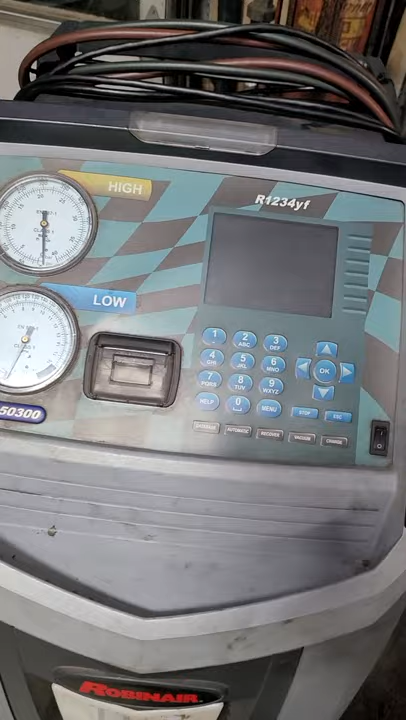 HIGH
R1234yf
LOW
1
2 ABC
3 DEF
4 GHI
5 JKL
6 MNO
7 PQRS
8 TUV
9 WXYZ
OK
HELP
0
MENU
STOP
ESC
DATABASE
AUTOMATIC
RECOVER
VACUUM
CHARGE
50300
ROBINAIR